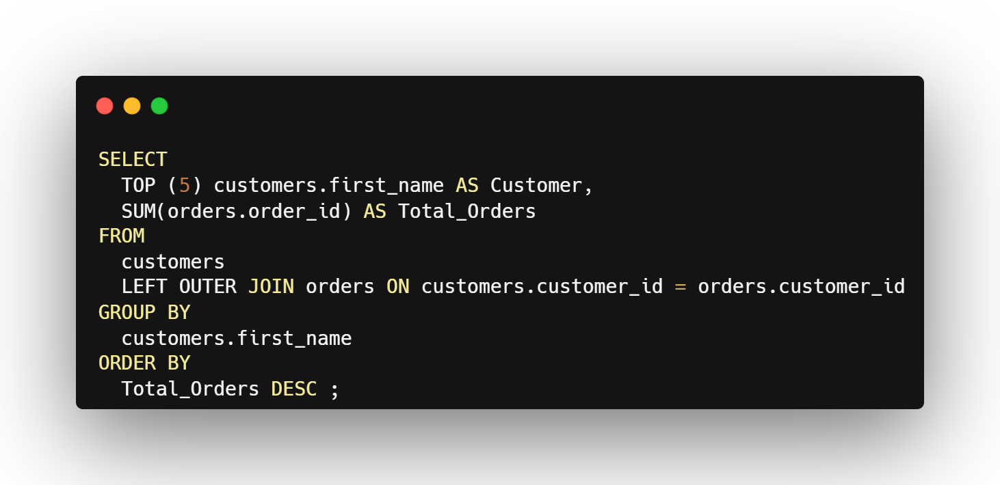 SELECT
  TOP (5) customers.first_name AS Customer,
  SUM(orders.order_id) AS Total_Orders
FROM
  customers
  LEFT OUTER JOIN orders ON customers.customer_id = orders.customer_id
GROUP BY
  customers.first_name
ORDER BY
  Total_Orders DESC ;